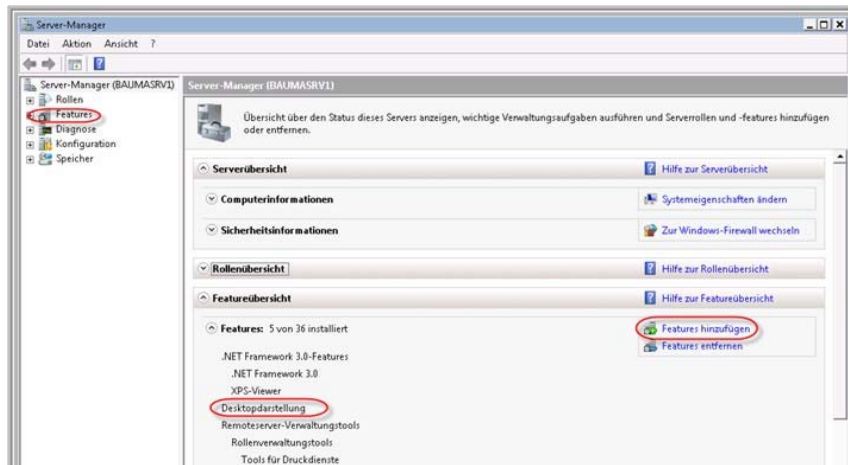 Server-Manager
Datei Aktion Ansicht ?
Server-Manager (BAUMASRV1)
Rollen
Features
Diagnose
Konfiguration
Speicher
Server-Manager (BAUMASRV1)
Übersicht über den Status dieses Servers anzeigen, wichtige Verwaltungsaufgaben ausführen und Serverrollen und -features hinzufügen
oder entfernen.
Serverübersicht
Hilfe zur Serverübersicht
Computerinformationen
Systemeigenschaften ändern
Sicherheitsinformationen
Zur Windows-Firewall wechseln
Rollenübersicht
Hilfe zur Rollenübersicht
Featureübersicht
Hilfe zur Featureübersicht
Features: 5 von 36 installiert
Features hinzufügen
Features entfernen
.NET Framework 3.0-Features
.NET Framework 3.0
XPS-Viewer
Desktopdarstellung
Remoteserver-Verwaltungstools
Rollenverwaltungstools
Tools für Druckdienste